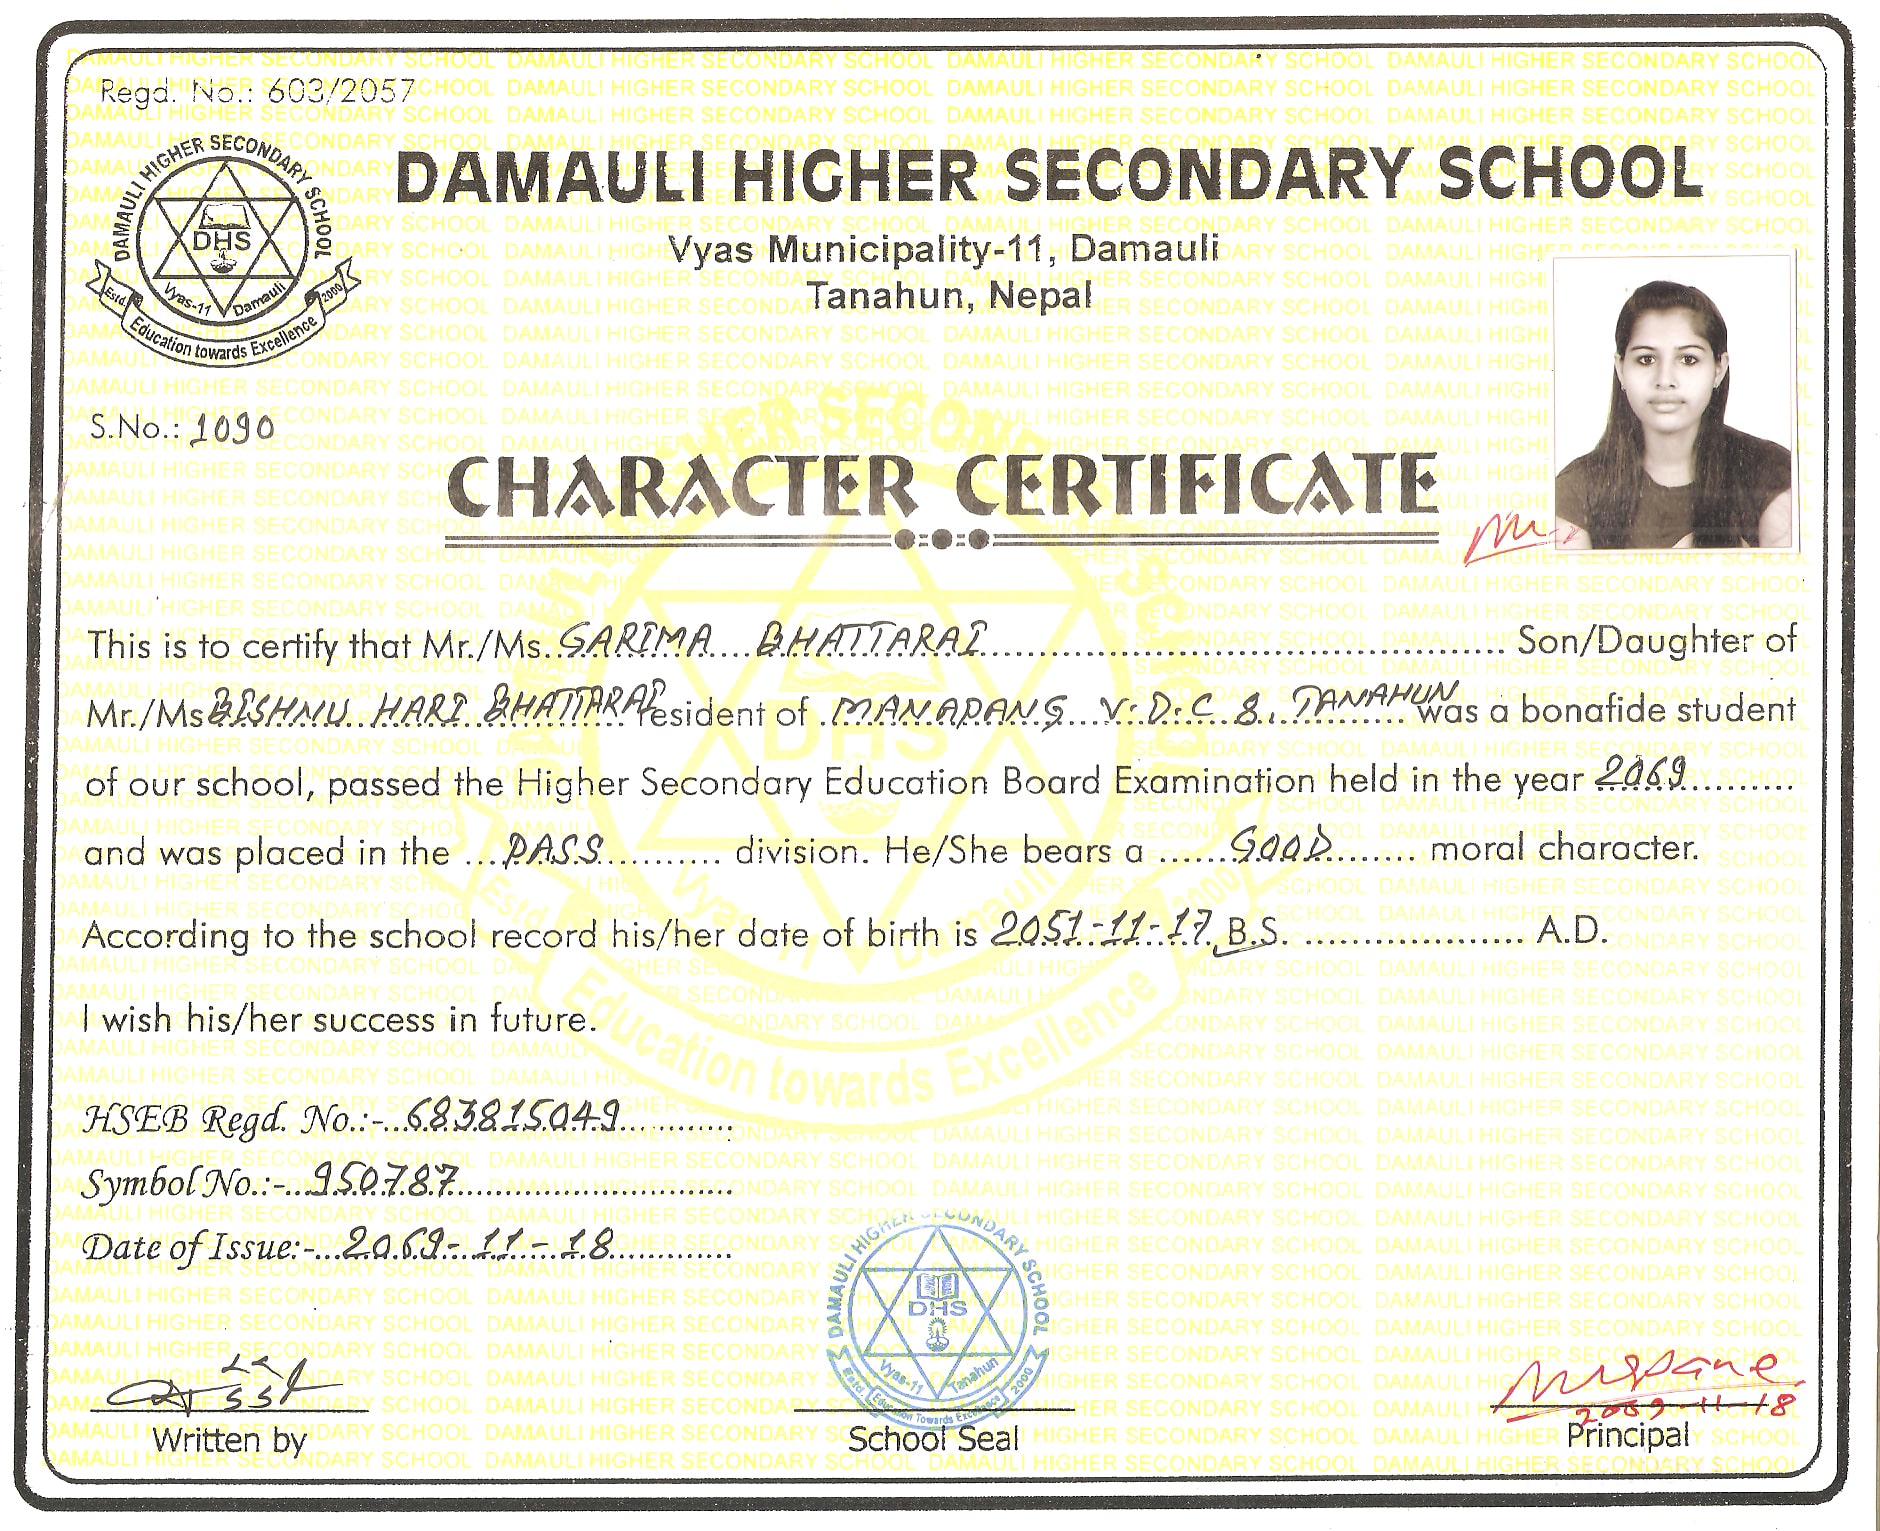 Regd. No.: 603/2057
DAMAULI HIGHER SECONDARY SCHOOL
DHS
Vyas-11 Damauli
Estd. 2000
Education towards Excellence
DAMAULI HIGHER SECONDARY SCHOOL
Vyas Municipality-11, Damauli
Tanahun, Nepal
S.No.: 1090
CHARACTER CERTIFICATE
This is to certify that Mr./Ms. GARIMA BHATTARAI Son/Daughter of
Mr./Ms BISHNU HARI BHATTARAI resident of MANAPANG V.D.C 8, TANAHUN was a bonafide student
of our school, passed the Higher Secondary Education Board Examination held in the year 2069
and was placed in the PASS division. He/She bears a GOOD moral character.
According to the school record his/her date of birth is 2051-11-17 B.S. .................... A.D.
I wish his/her success in future.
HSEB Regd. No.:- 683815049
Symbol No.:- 950787
Date of Issue:- 2069-11-18
DAMAULI HIGHER SECONDARY SCHOOL
DHS
Vyas-11 Tanahun
Estd. 2000
Education Towards Excellence
2069-11-18
Written by
School Seal
Principal